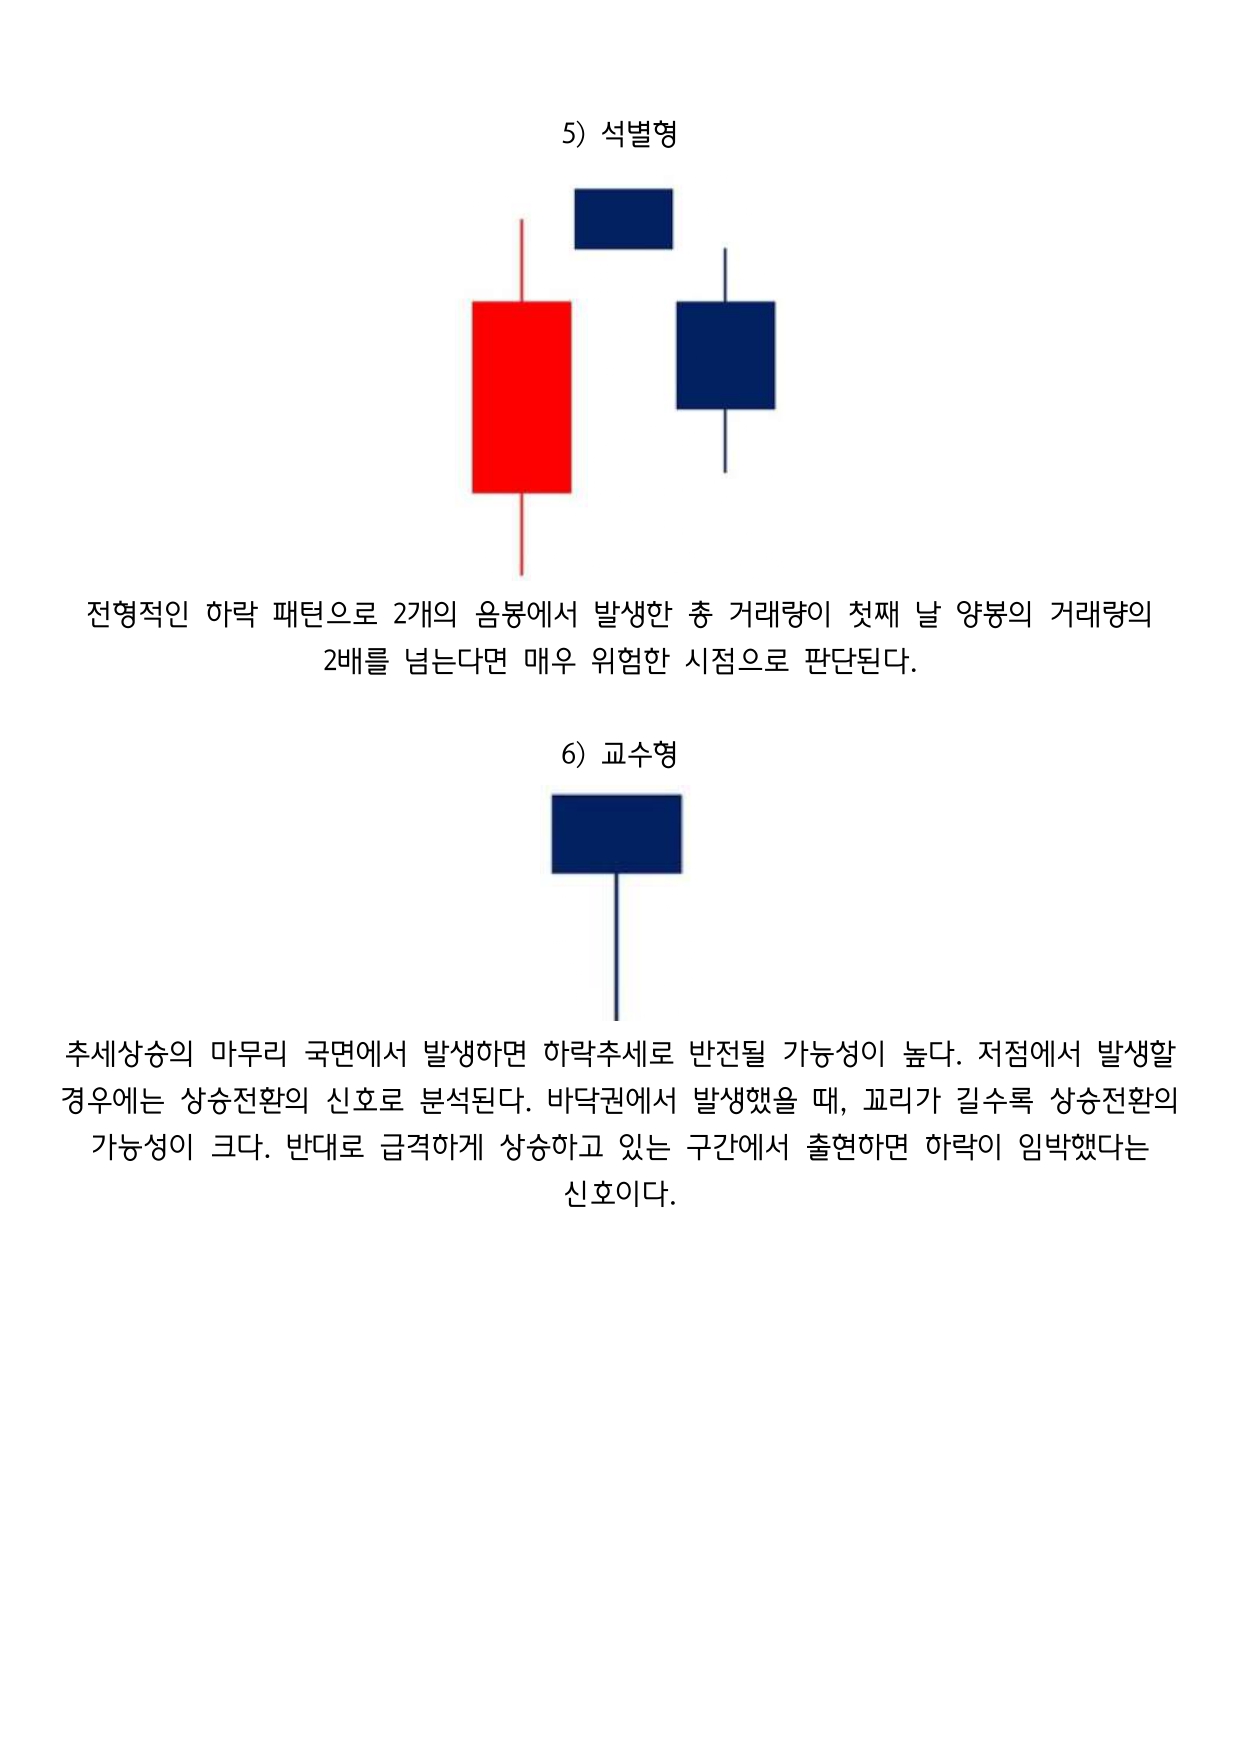 5) 석별형
전형적인 하락 패턴으로 2개의 음봉에서 발생한 총 거래량이 첫째 날 양봉의 거래량의
2배를 넘는다면 매우 위험한 시점으로 판단된다.
6) 교수형
추세상승의 마무리 국면에서 발생하면 하락추세로 반전될 가능성이 높다. 저점에서 발생할
경우에는 상승전환의 신호로 분석된다. 바닥권에서 발생했을 때, 꼬리가 길수록 상승전환의
가능성이 크다. 반대로 급격하게 상승하고 있는 구간에서 출현하면 하락이 임박했다는
신호이다.